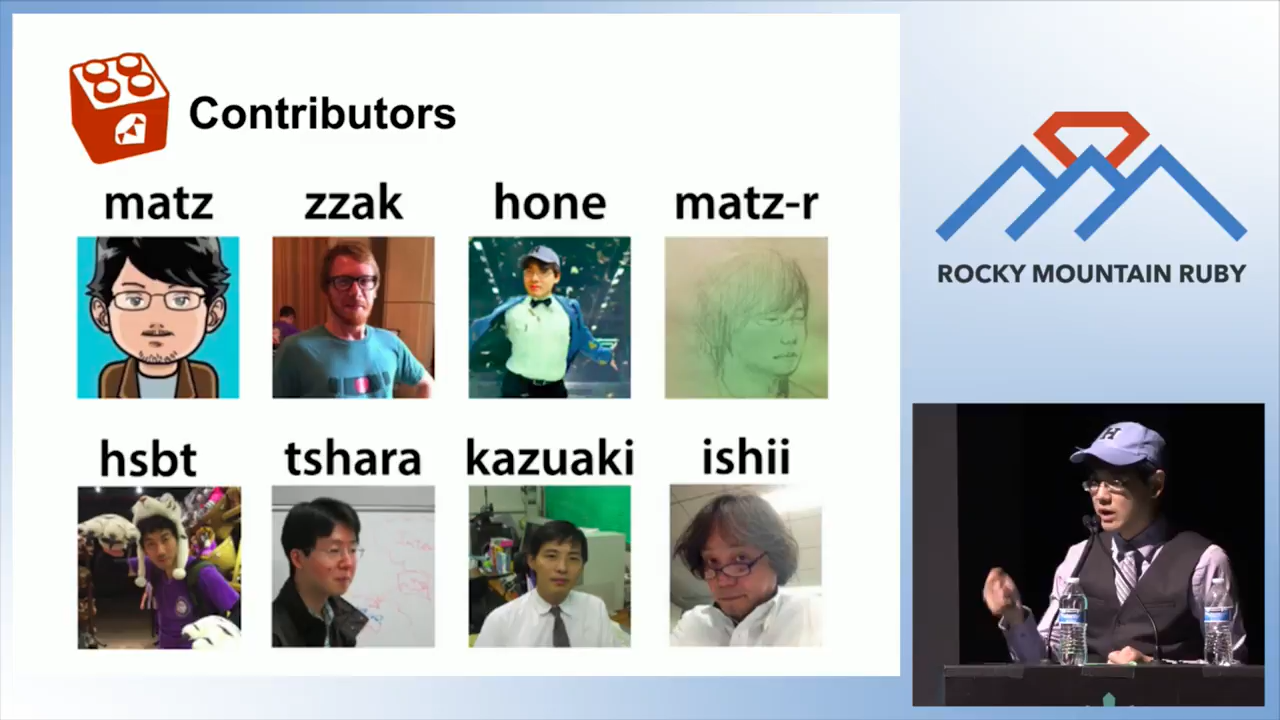 Contributors
matz zzak hone matz-r
hsbt tshara kazuaki ishii
ROCKY MOUNTAIN RUBY
H